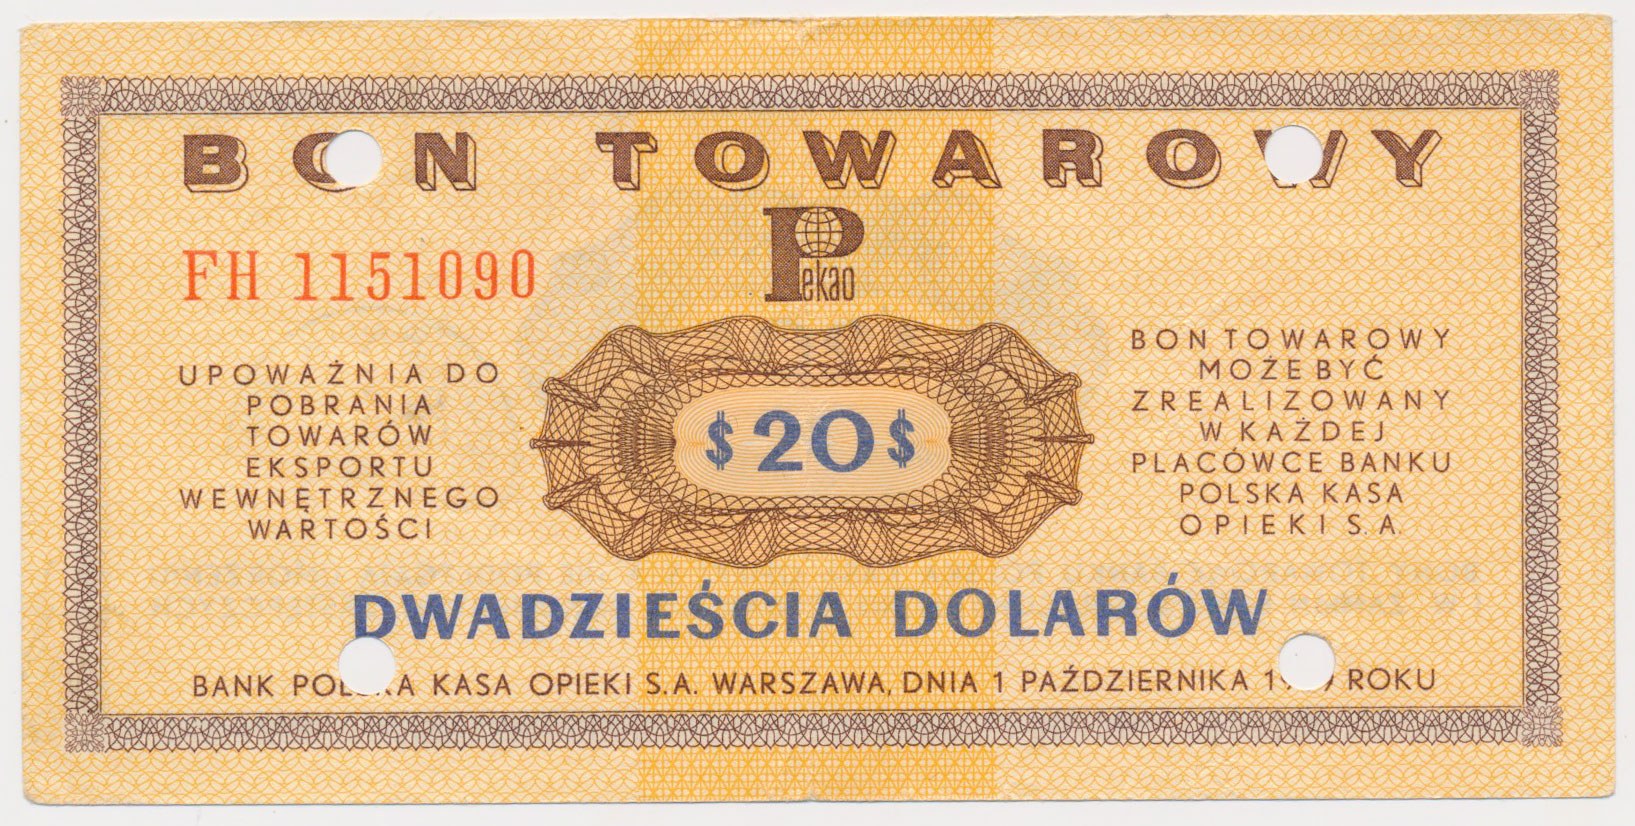 BON TOWAROWY
Pekao
FH 1151090
UPOWAŻNIA DO
POBRANIA
TOWARÓW
EKSPORTU
WEWNĘTRZNEGO
WARTOŚCI
$20$
BON TOWAROWY
MOŻE BYĆ
ZREALIZOWANY
W KAŻDEJ
PLACÓWCE BANKU
POLSKA KASA
OPIEKI S.A.
DWADZIEŚCIA DOLARÓW
BANK POLSKA KASA OPIEKI S.A. WARSZAWA, DNIA 1 PAŹDZIERNIKA ROKU